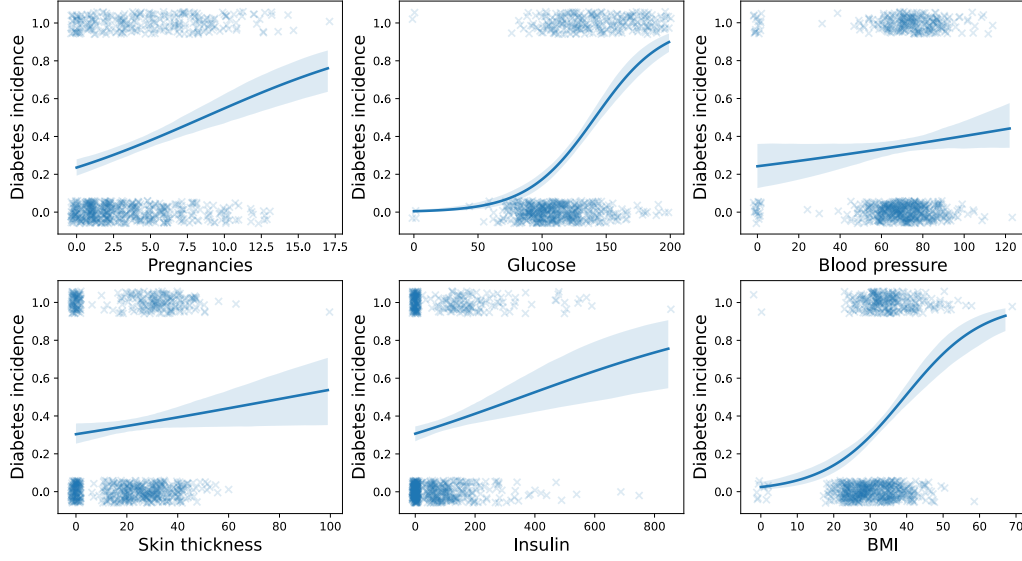 Diabetes incidence
1.0
0.8
0.6
0.4
0.2
0.0
0.0 2.5 5.0 7.5 10.0 12.5 15.0 17.5
Pregnancies
Diabetes incidence
1.0
0.8
0.6
0.4
0.2
0.0
0 50 100 150 200
Glucose
Diabetes incidence
1.0
0.8
0.6
0.4
0.2
0.0
0 20 40 60 80 100 120
Blood pressure
Diabetes incidence
1.0
0.8
0.6
0.4
0.2
0.0
0 20 40 60 80 100
Skin thickness
Diabetes incidence
1.0
0.8
0.6
0.4
0.2
0.0
0 200 400 600 800
Insulin
Diabetes incidence
1.0
0.8
0.6
0.4
0.2
0.0
0 10 20 30 40 50 60 70
BMI